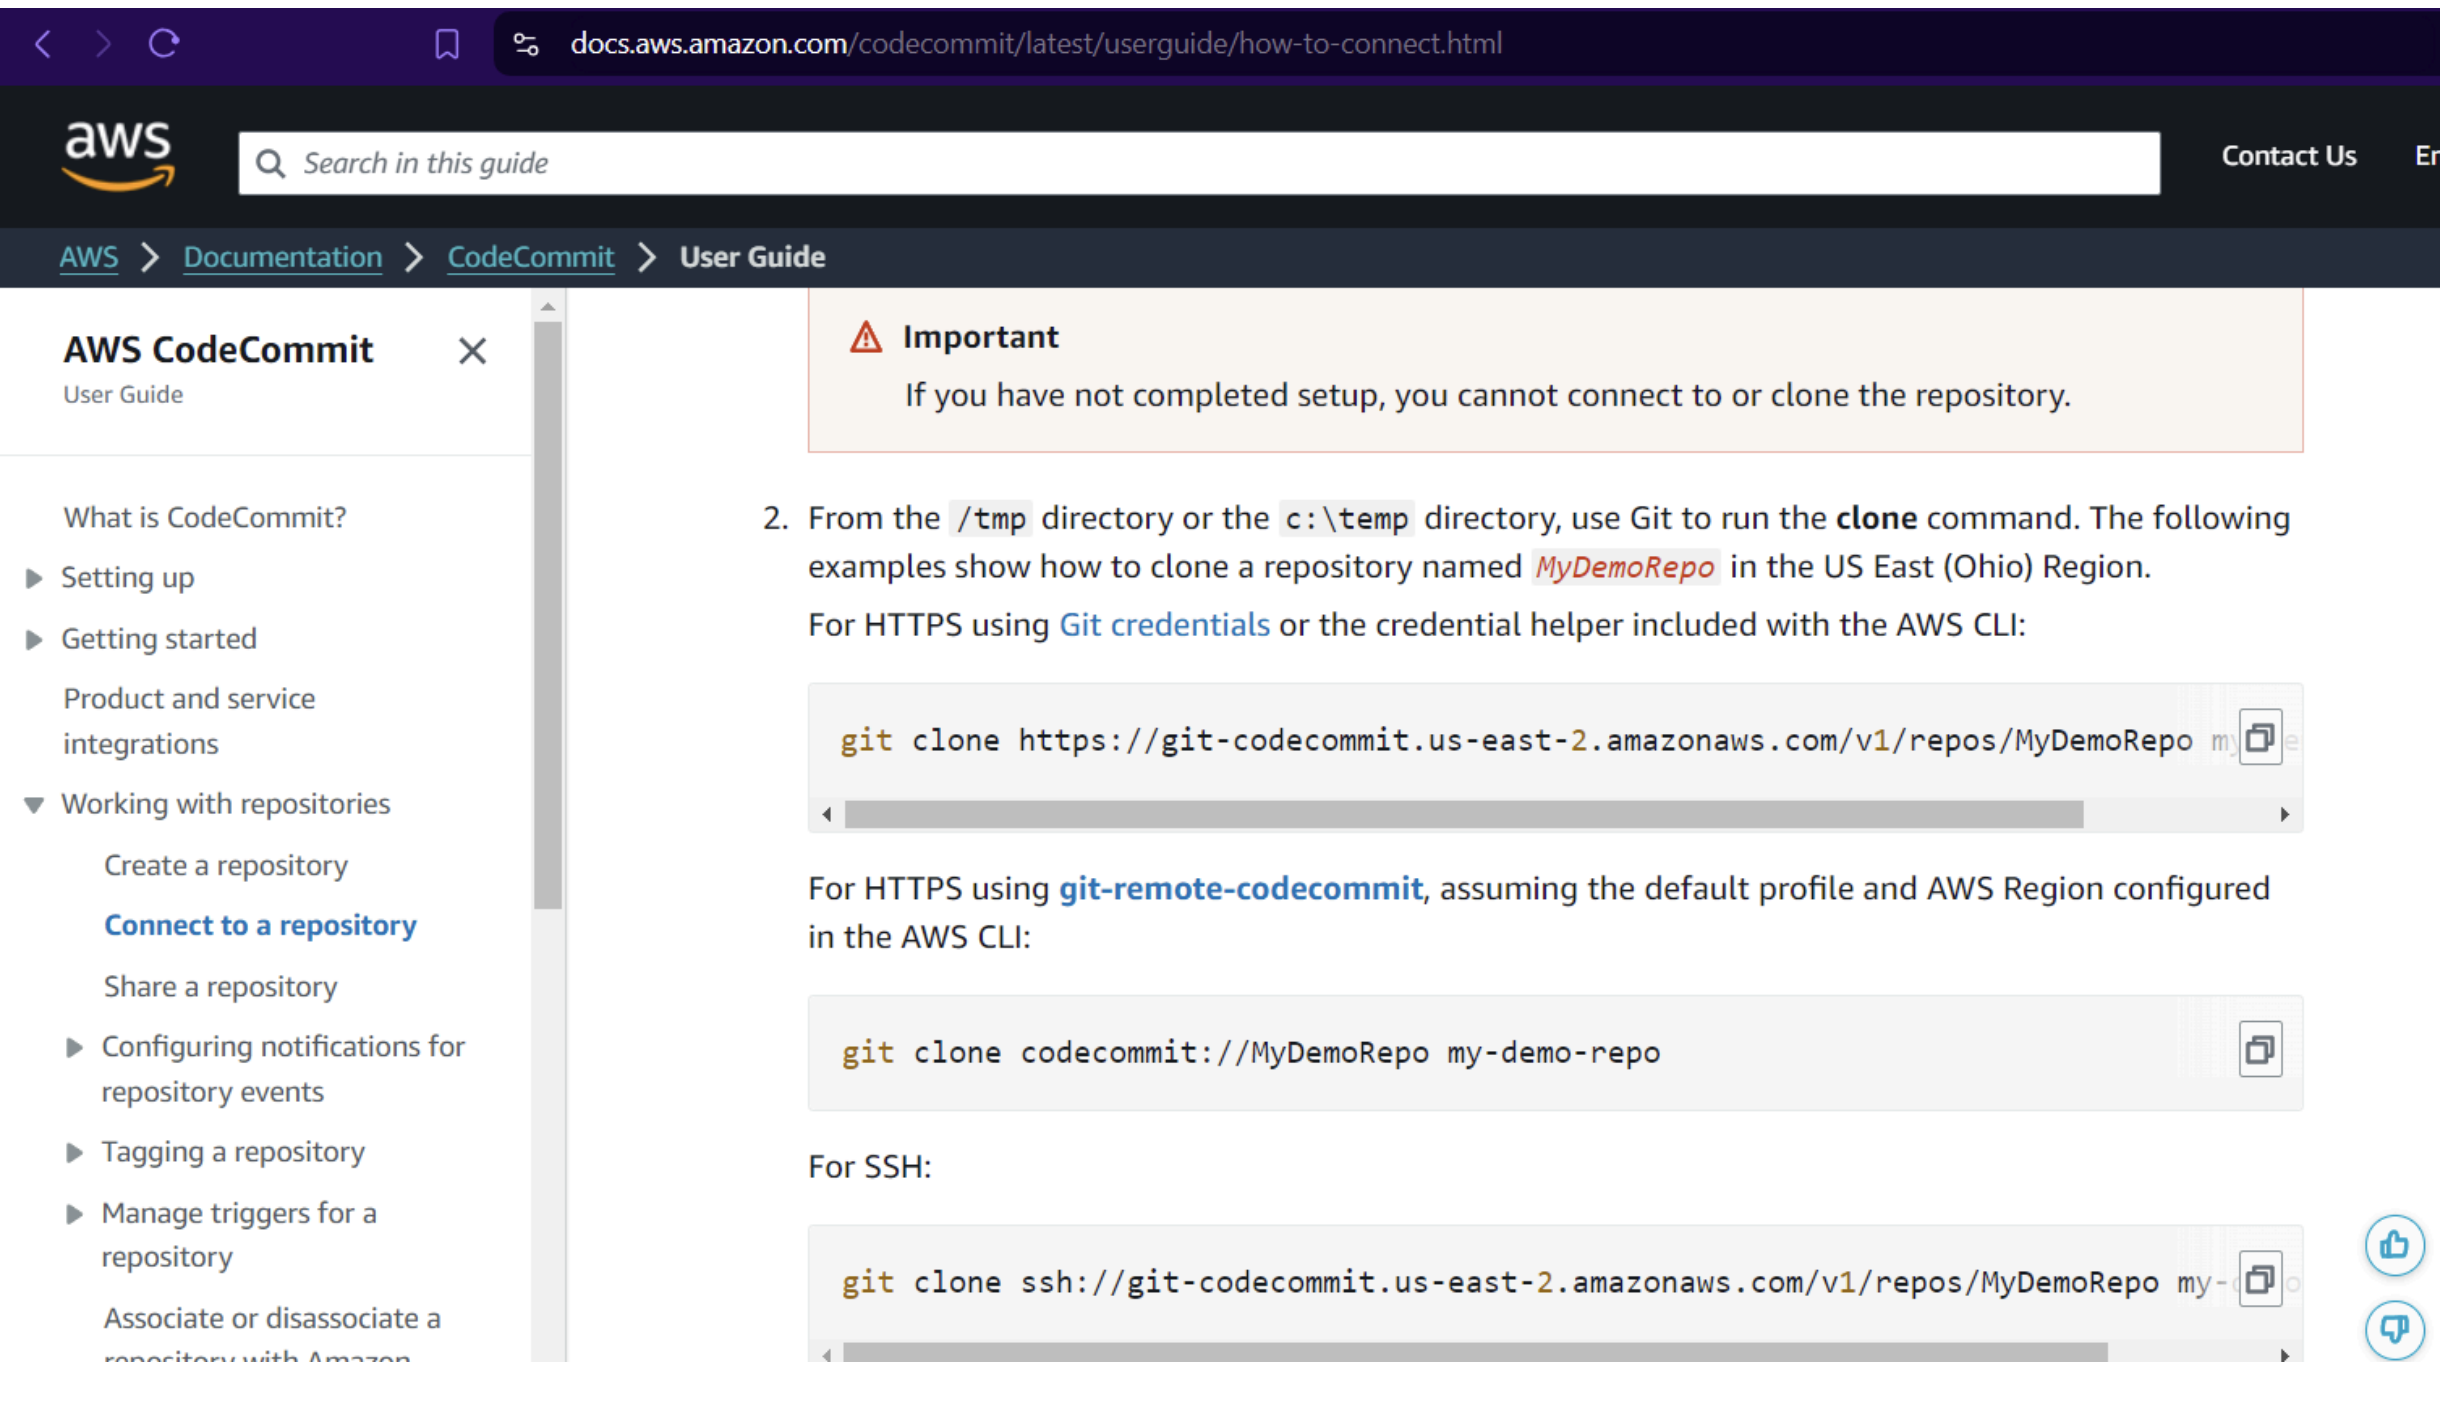 docs.aws.amazon.com/codecommit/latest/userguide/how-to-connect.html
aws
Search in this guide
Contact Us
AWS > Documentation > CodeCommit > User Guide
AWS CodeCommit
User Guide
What is CodeCommit?
Setting up
Getting started
Product and service
integrations
Working with repositories
Create a repository
Connect to a repository
Share a repository
Configuring notifications for
repository events
Tagging a repository
Manage triggers for a
repository
Associate or disassociate a
repository with Amazon
Important
If you have not completed setup, you cannot connect to or clone the repository.
2. From the /tmp directory or the c:\temp directory, use Git to run the clone command. The following
examples show how to clone a repository named MyDemoRepo in the US East (Ohio) Region.
For HTTPS using Git credentials or the credential helper included with the AWS CLI:
git clone https://git-codecommit.us-east-2.amazonaws.com/v1/repos/MyDemoRepo
For HTTPS using git-remote-codecommit, assuming the default profile and AWS Region configured
in the AWS CLI:
git clone codecommit://MyDemoRepo my-demo-repo
For SSH:
git clone ssh://git-codecommit.us-east-2.amazonaws.com/v1/repos/MyDemoRepo